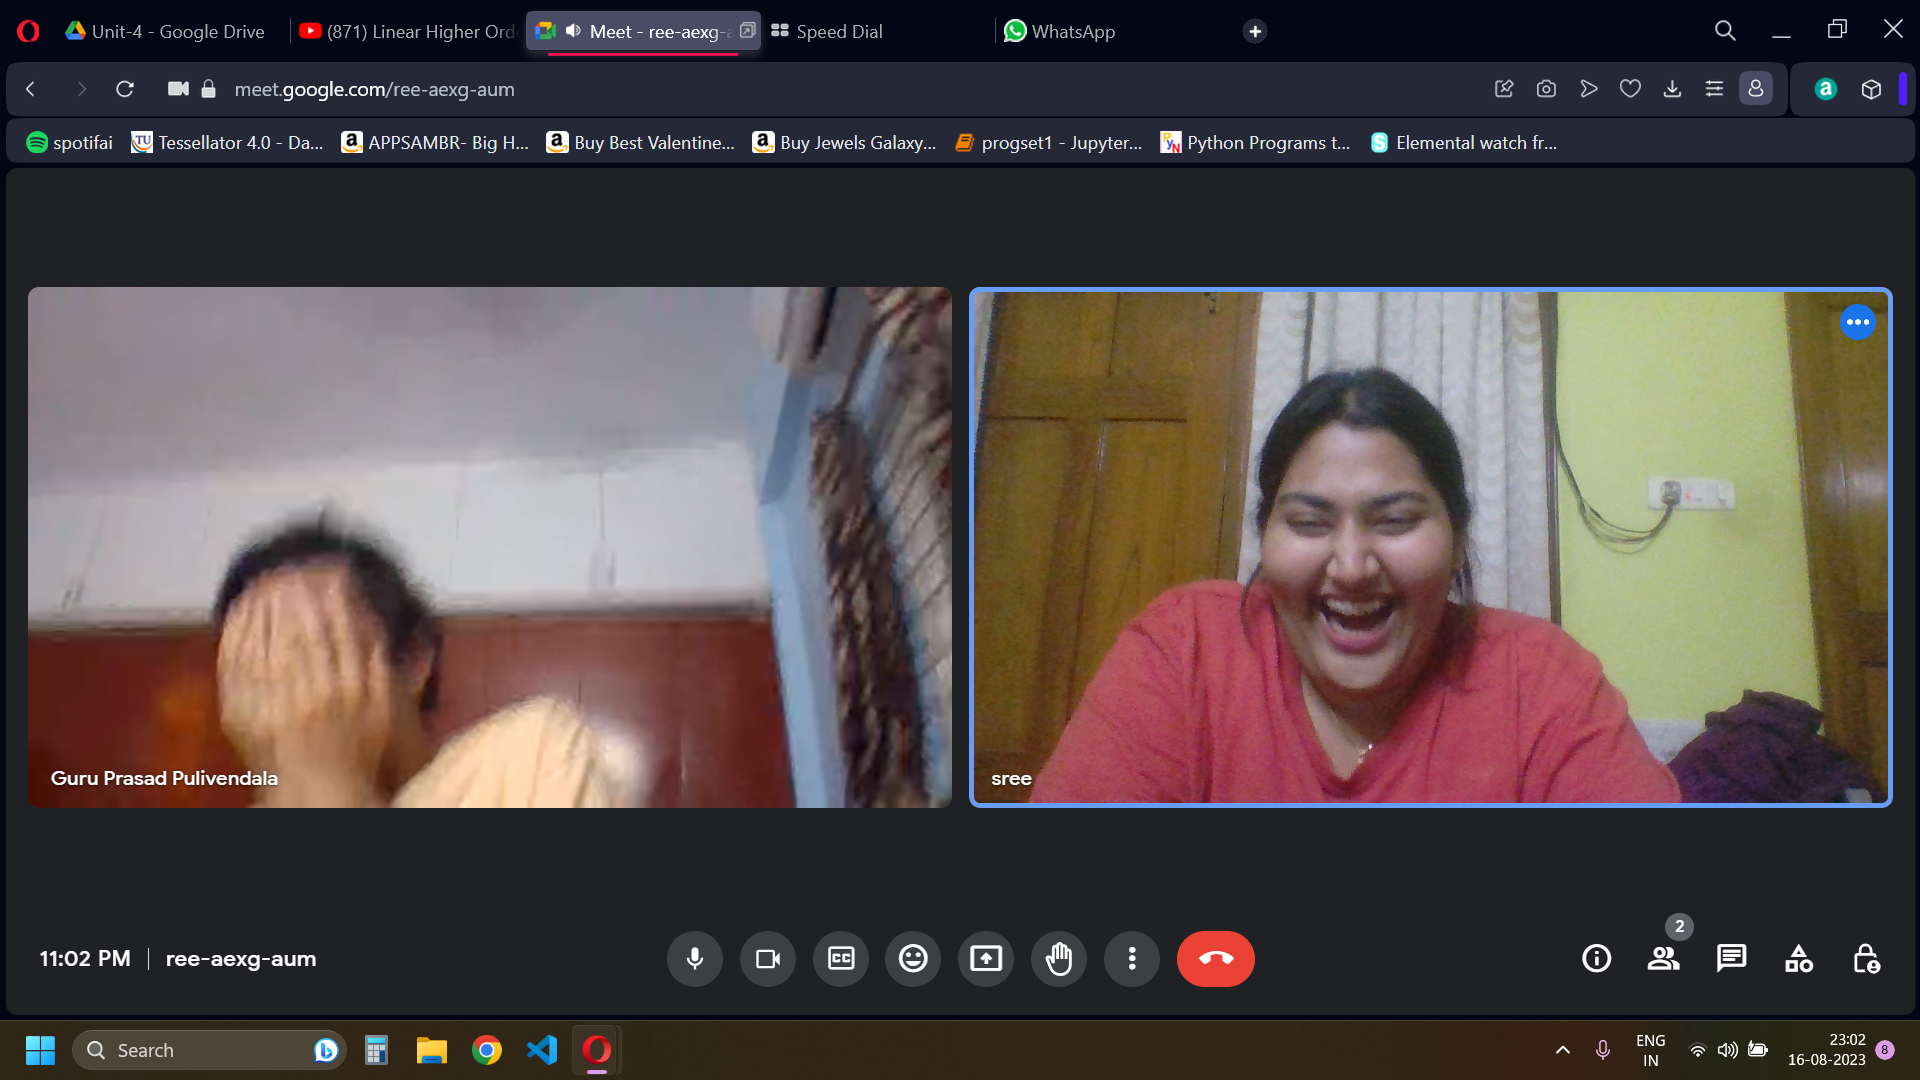 Unit-4 - Google Drive
(871) Linear Higher Ord
Meet - ree-aexg-a
Speed Dial
WhatsApp
meet.google.com/ree-aexg-aum
spotifai
Tessellator 4.0 - Da...
APPSAMBR- Big H...
Buy Best Valentine...
Buy Jewels Galaxy...
progset1 - Jupyter...
Python Programs t...
Elemental watch fr...
Guru Prasad Pulivendala
sree
11:02 PM
ree-aexg-aum
CC
2
Search
ENG
IN
23:02
16-08-2023
8